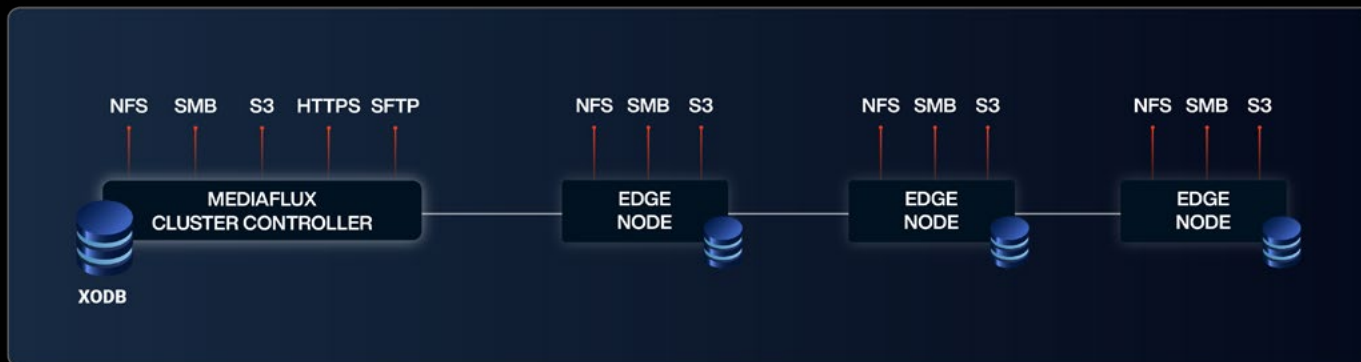 NFS SMB S3 HTTPS SFTP
NFS SMB S3
NFS SMB S3
NFS SMB S3
MEDIAFLUX
CLUSTER CONTROLLER
EDGE
NODE
EDGE
NODE
EDGE
NODE
XODB